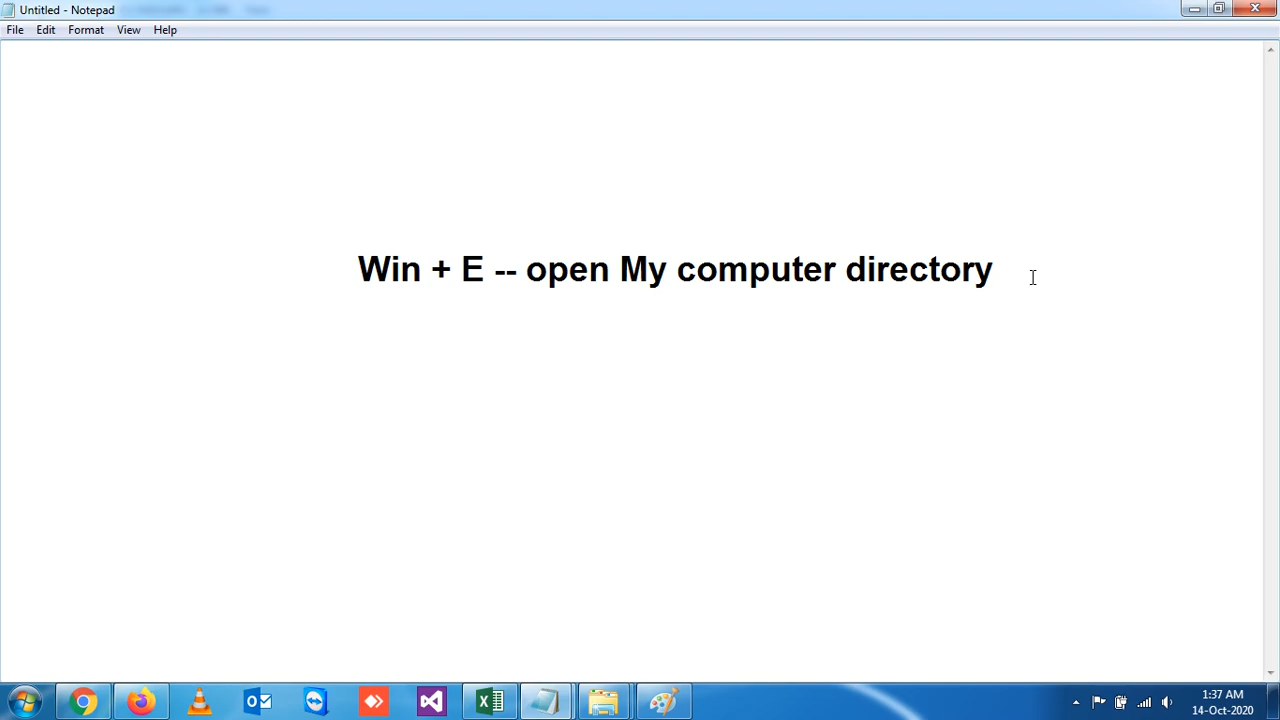 Untitled - Notepad
File Edit Format View Help
Win + E -- open My computer directory
1:37 AM
14-Oct-2020